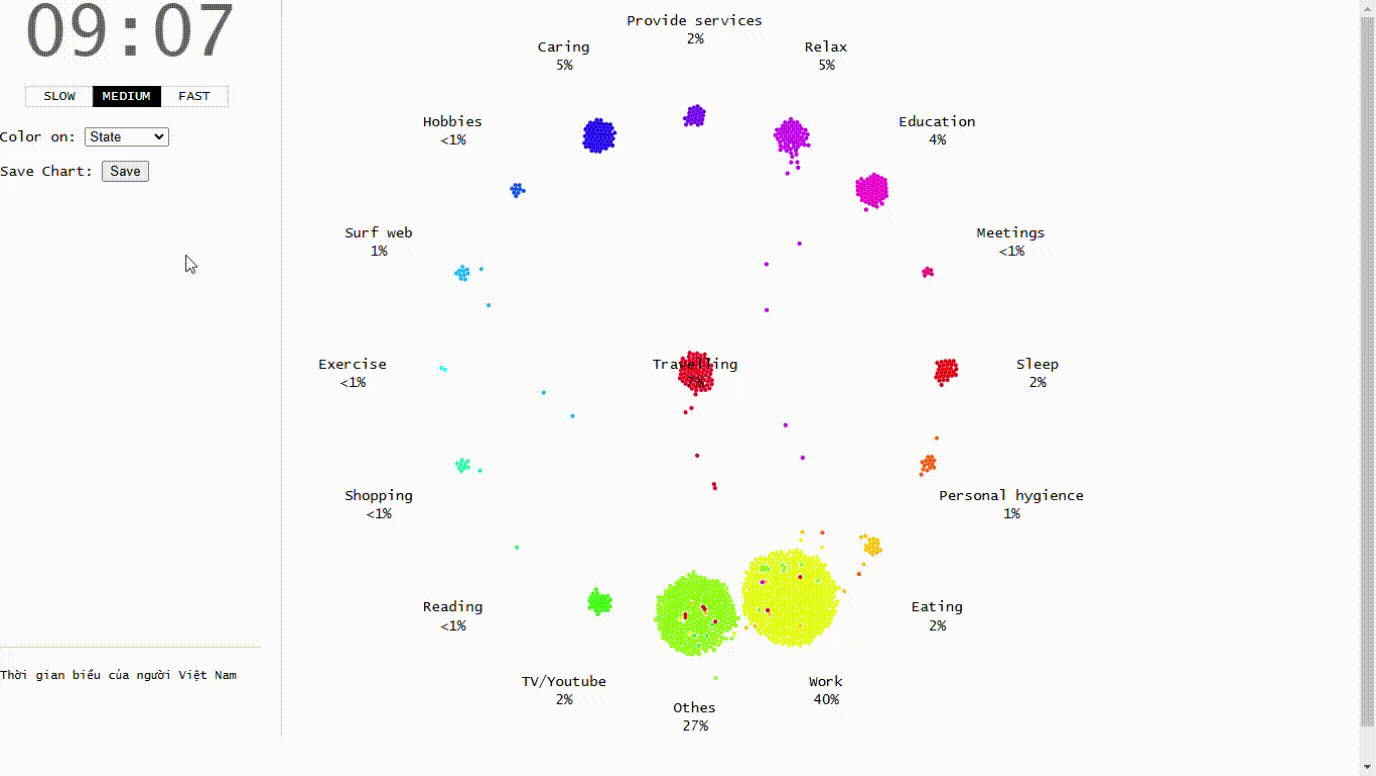 09:07
SLOW MEDIUM FAST
Color on: State
Save Chart: Save
Thời gian biểu của người Việt Nam
Provide services
2%
Caring
5%
Relax
5%
Hobbies
<1%
Education
4%
Surf web
1%
Meetings
<1%
Exercise
<1%
Travelling
7%
Sleep
2%
Shopping
<1%
Personal hygience
1%
Reading
<1%
Eating
2%
TV/Youtube
2%
Work
40%
Othes
27%